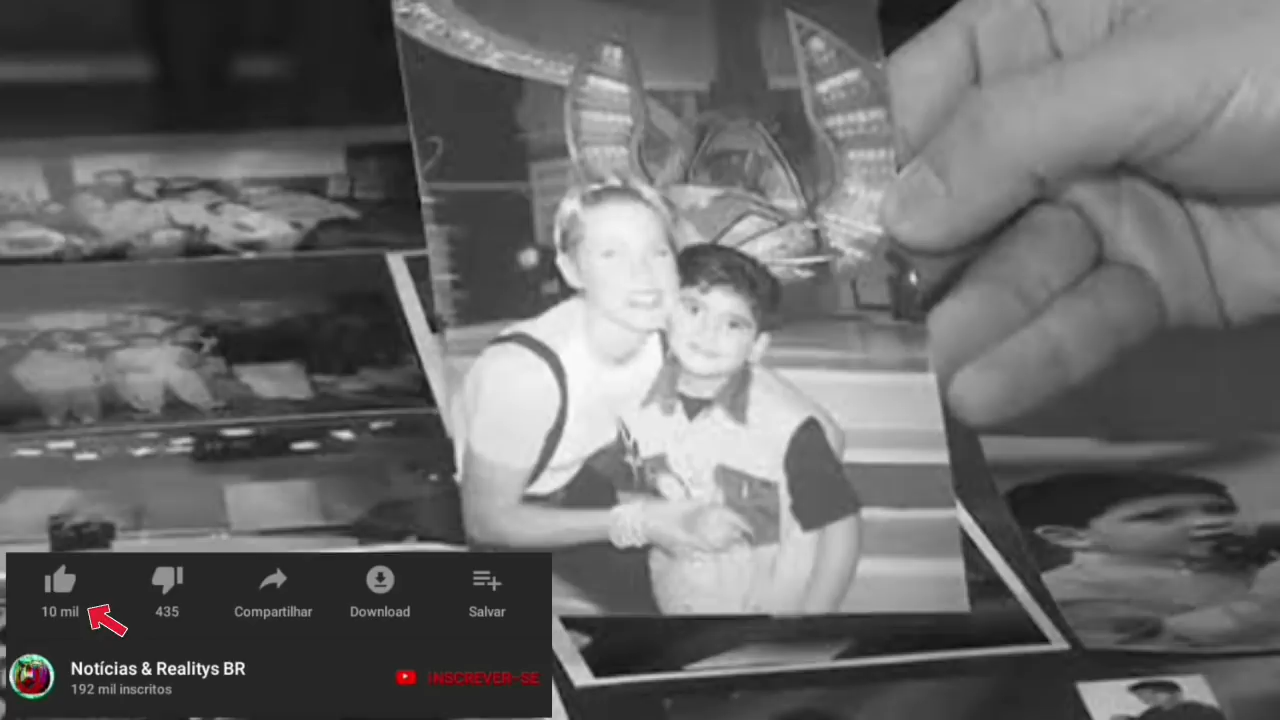 10 mil
435
Compartilhar
Download
Salvar
Notícias & Realitys BR
192 mil inscritos
INSCREVER-SE